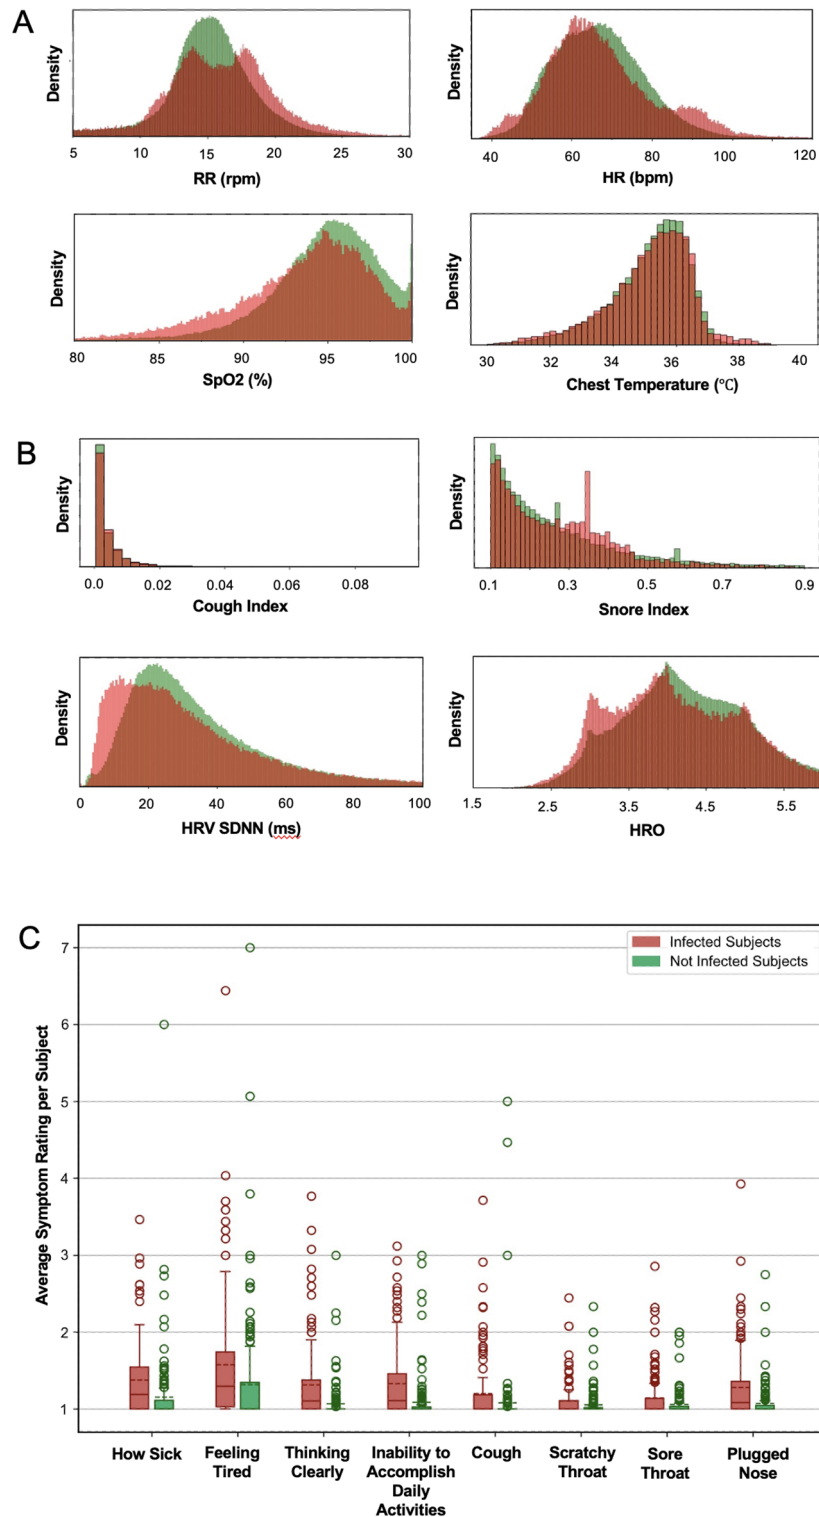 A
Density
5 10 15 20 25 30
RR (rpm)
Density
40 60 80 100 120
HR (bpm)
Density
80 85 90 95 100
SpO2 (%)
Density
30 32 34 36 38 40
Chest Temperature (℃)
B
Density
0.0 0.02 0.04 0.06 0.08
Cough Index
Density
0.1 0.3 0.5 0.7 0.9
Snore Index
Density
0 20 40 60 80 100
HRV SDNN (ms)
Density
1.5 2.5 3.5 4.5 5.5
HRO
C
Infected Subjects
Not Infected Subjects
Average Symptom Rating per Subject
7
6
5
4
3
2
1
How Sick
Feeling
Tired
Thinking
Clearly
Inability to
Accomplish
Daily
Activities
Cough
Scratchy
Throat
Sore
Throat
Plugged
Nose